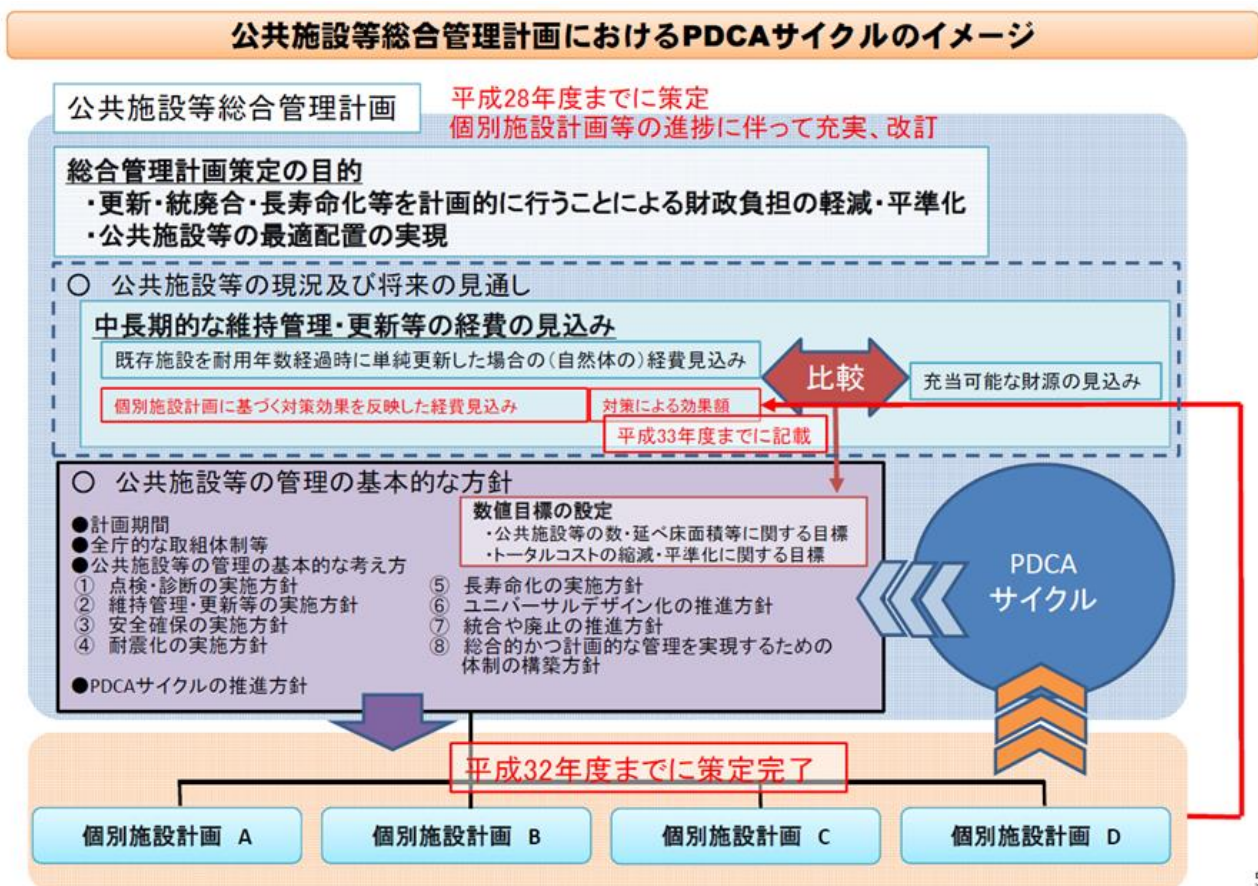 公共施設等総合管理計画におけるPDCAサイクルのイメージ
公共施設等総合管理計画
平成28年度までに策定
個別施設計画等の進捗に伴って充実、改訂
総合管理計画策定の目的
・更新・統廃合・長寿命化等を計画的に行うことによる財政負担の軽減・平準化
・公共施設等の最適配置の実現
○ 公共施設等の現況及び将来の見通し
中長期的な維持管理・更新等の経費の見込み
既存施設を耐用年数経過時に単純更新した場合の(自然体の)経費見込み
比較
充当可能な財源の見込み
個別施設計画に基づく対策効果を反映した経費見込み
対策による効果額
平成33年度までに記載
○ 公共施設等の管理の基本的な方針
数値目標の設定
・公共施設等の数・延べ床面積等に関する目標
・トータルコストの縮減・平準化に関する目標
●計画期間
●全庁的な取組体制等
●公共施設等の管理の基本的な考え方
① 点検・診断の実施方針
② 維持管理・更新等の実施方針
③ 安全確保の実施方針
④ 耐震化の実施方針
⑤ 長寿命化の実施方針
⑥ ユニバーサルデザイン化の推進方針
⑦ 統合や廃止の推進方針
⑧ 総合的かつ計画的な管理を実現するための
体制の構築方針
●PDCAサイクルの推進方針
PDCA
サイクル
平成32年度までに策定完了
個別施設計画 A
個別施設計画 B
個別施設計画 C
個別施設計画 D